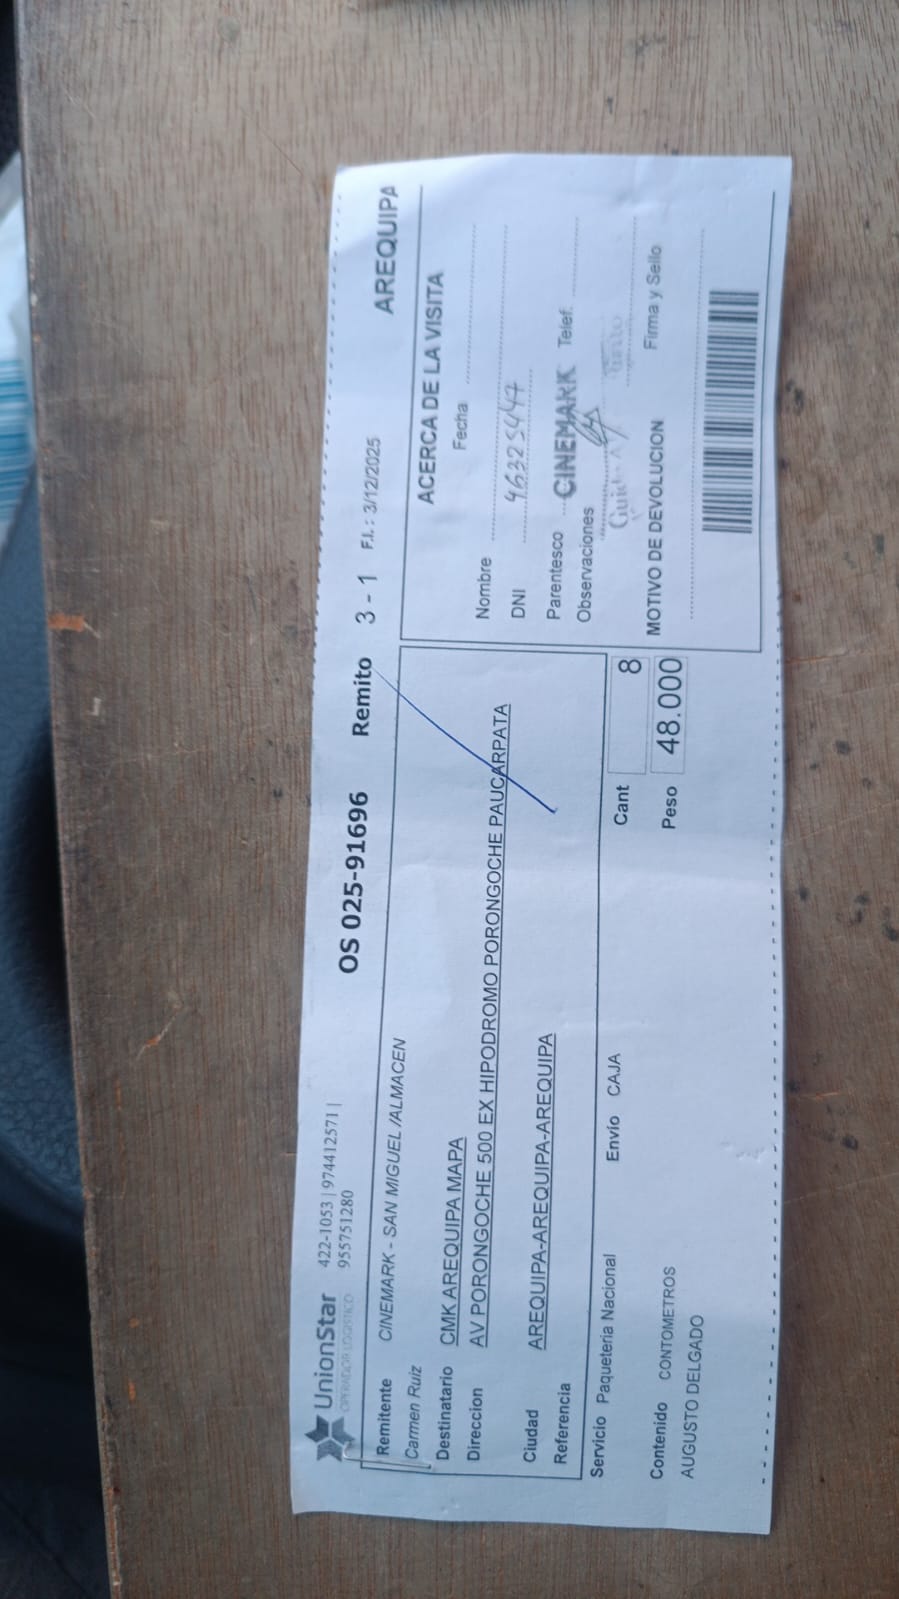 UnionStar
OPERADOR LOGISTICO
422-1053 | 974412571 |
955751280
OS 025-91696 Remito 3 - 1 F.I. : 3/12/2025 AREQUIPA
Remitente CINEMARK - SAN MIGUEL /ALMACEN
Carmen Ruiz
Destinatario CMK AREQUIPA MAPA
Direccion AV PORONGOCHE 500 EX HIPODROMO PORONGOCHE PAUCARPATA
Ciudad AREQUIPA-AREQUIPA-AREQUIPA
Referencia
Servicio Paqueteria Nacional Envío CAJA Cant 8
Contenido CONTOMETROS Peso 48.000
AUGUSTO DELGADO
ACERCA DE LA VISITA
Fecha
Nombre
DNI 46325447
Parentesco CINEMARK Telef.
Observaciones
MOTIVO DE DEVOLUCION Firma y Sello